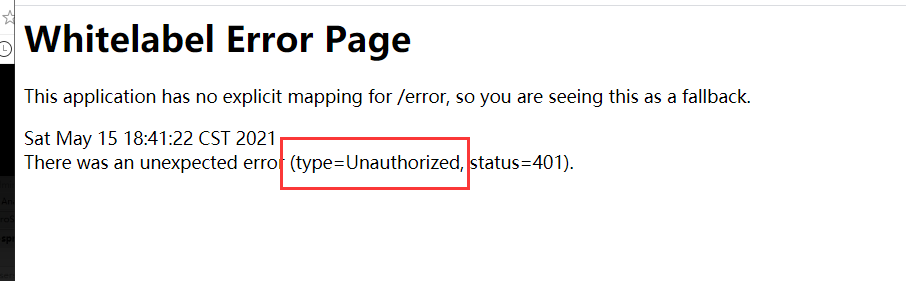 Whitelabel Error Page
This application has no explicit mapping for /error, so you are seeing this as a fallback.
Sat May 15 18:41:22 CST 2021
There was an unexpected error (type=Unauthorized, status=401).